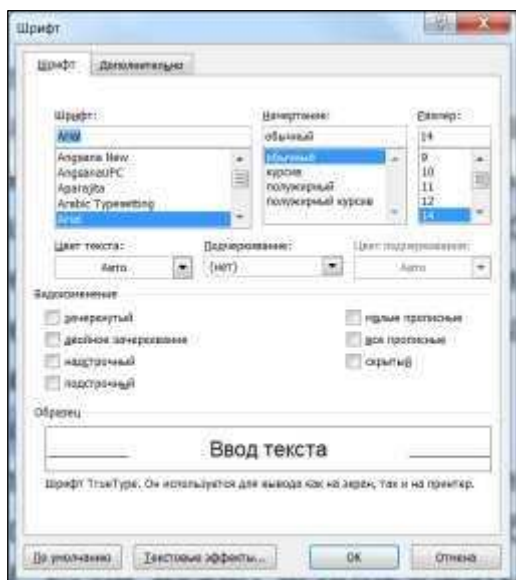 Шрифт
Шрифт Дополнительно
Шрифт: Начертание: Размер:
Arial обычный 14
Angsana New обычный 9
AngsanaUPC курсив 10
Aparajita полужирный 11
Arabic Typesetting полужирный курсив 12
Arial 14
Цвет текста: Подчеркивание: Цвет подчеркивания:
Авто (нет) Авто
Видоизменение
зачеркнутый малые прописные
двойное зачеркивание все прописные
надстрочный скрытый
подстрочный
Образец
Ввод текста
Шрифт TrueType. Он используется для вывода как на экран, так и на принтер.
По умолчанию Текстовые эффекты... ОК Отмена